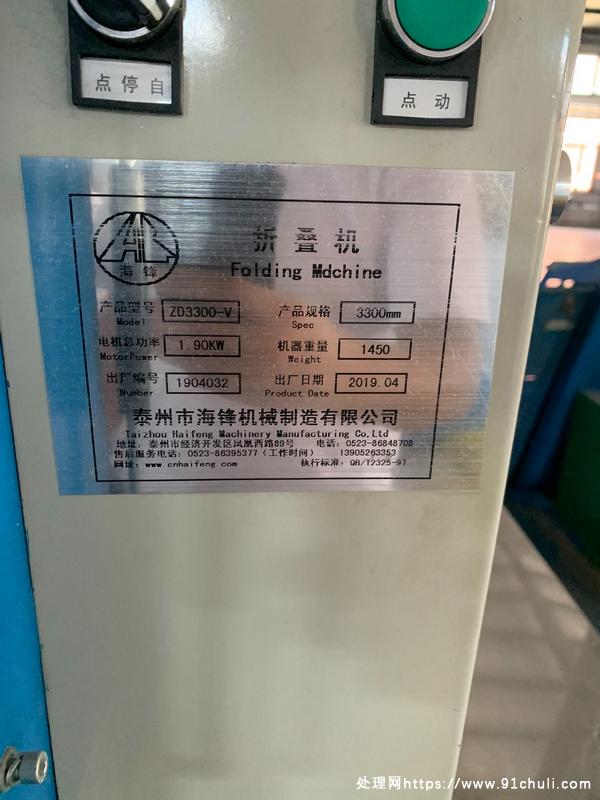 点停自
点动
海锋
折叠机
Folding Mdchine
产品型号 ZD3300-V 产品规格 3300mm
Model Spec
电机总功率 1.90KW 机器重量 1450
MotorPower Weight
出厂编号 1904032 出厂日期 2019.04
Number Product Date
泰州市海锋机械制造有限公司
Taizhou Haifeng Machinery Manufacturing Co,Ltd
地址: 泰州市经济开发区凤凰西路89号 电话: 0523-86848708
售后服务电话: 0523-86395377 (工作时间) 13905263353
网址: www.cnhaifeng.com 执行标准: QB/T2325-97
处理网https://www.91chuli.com